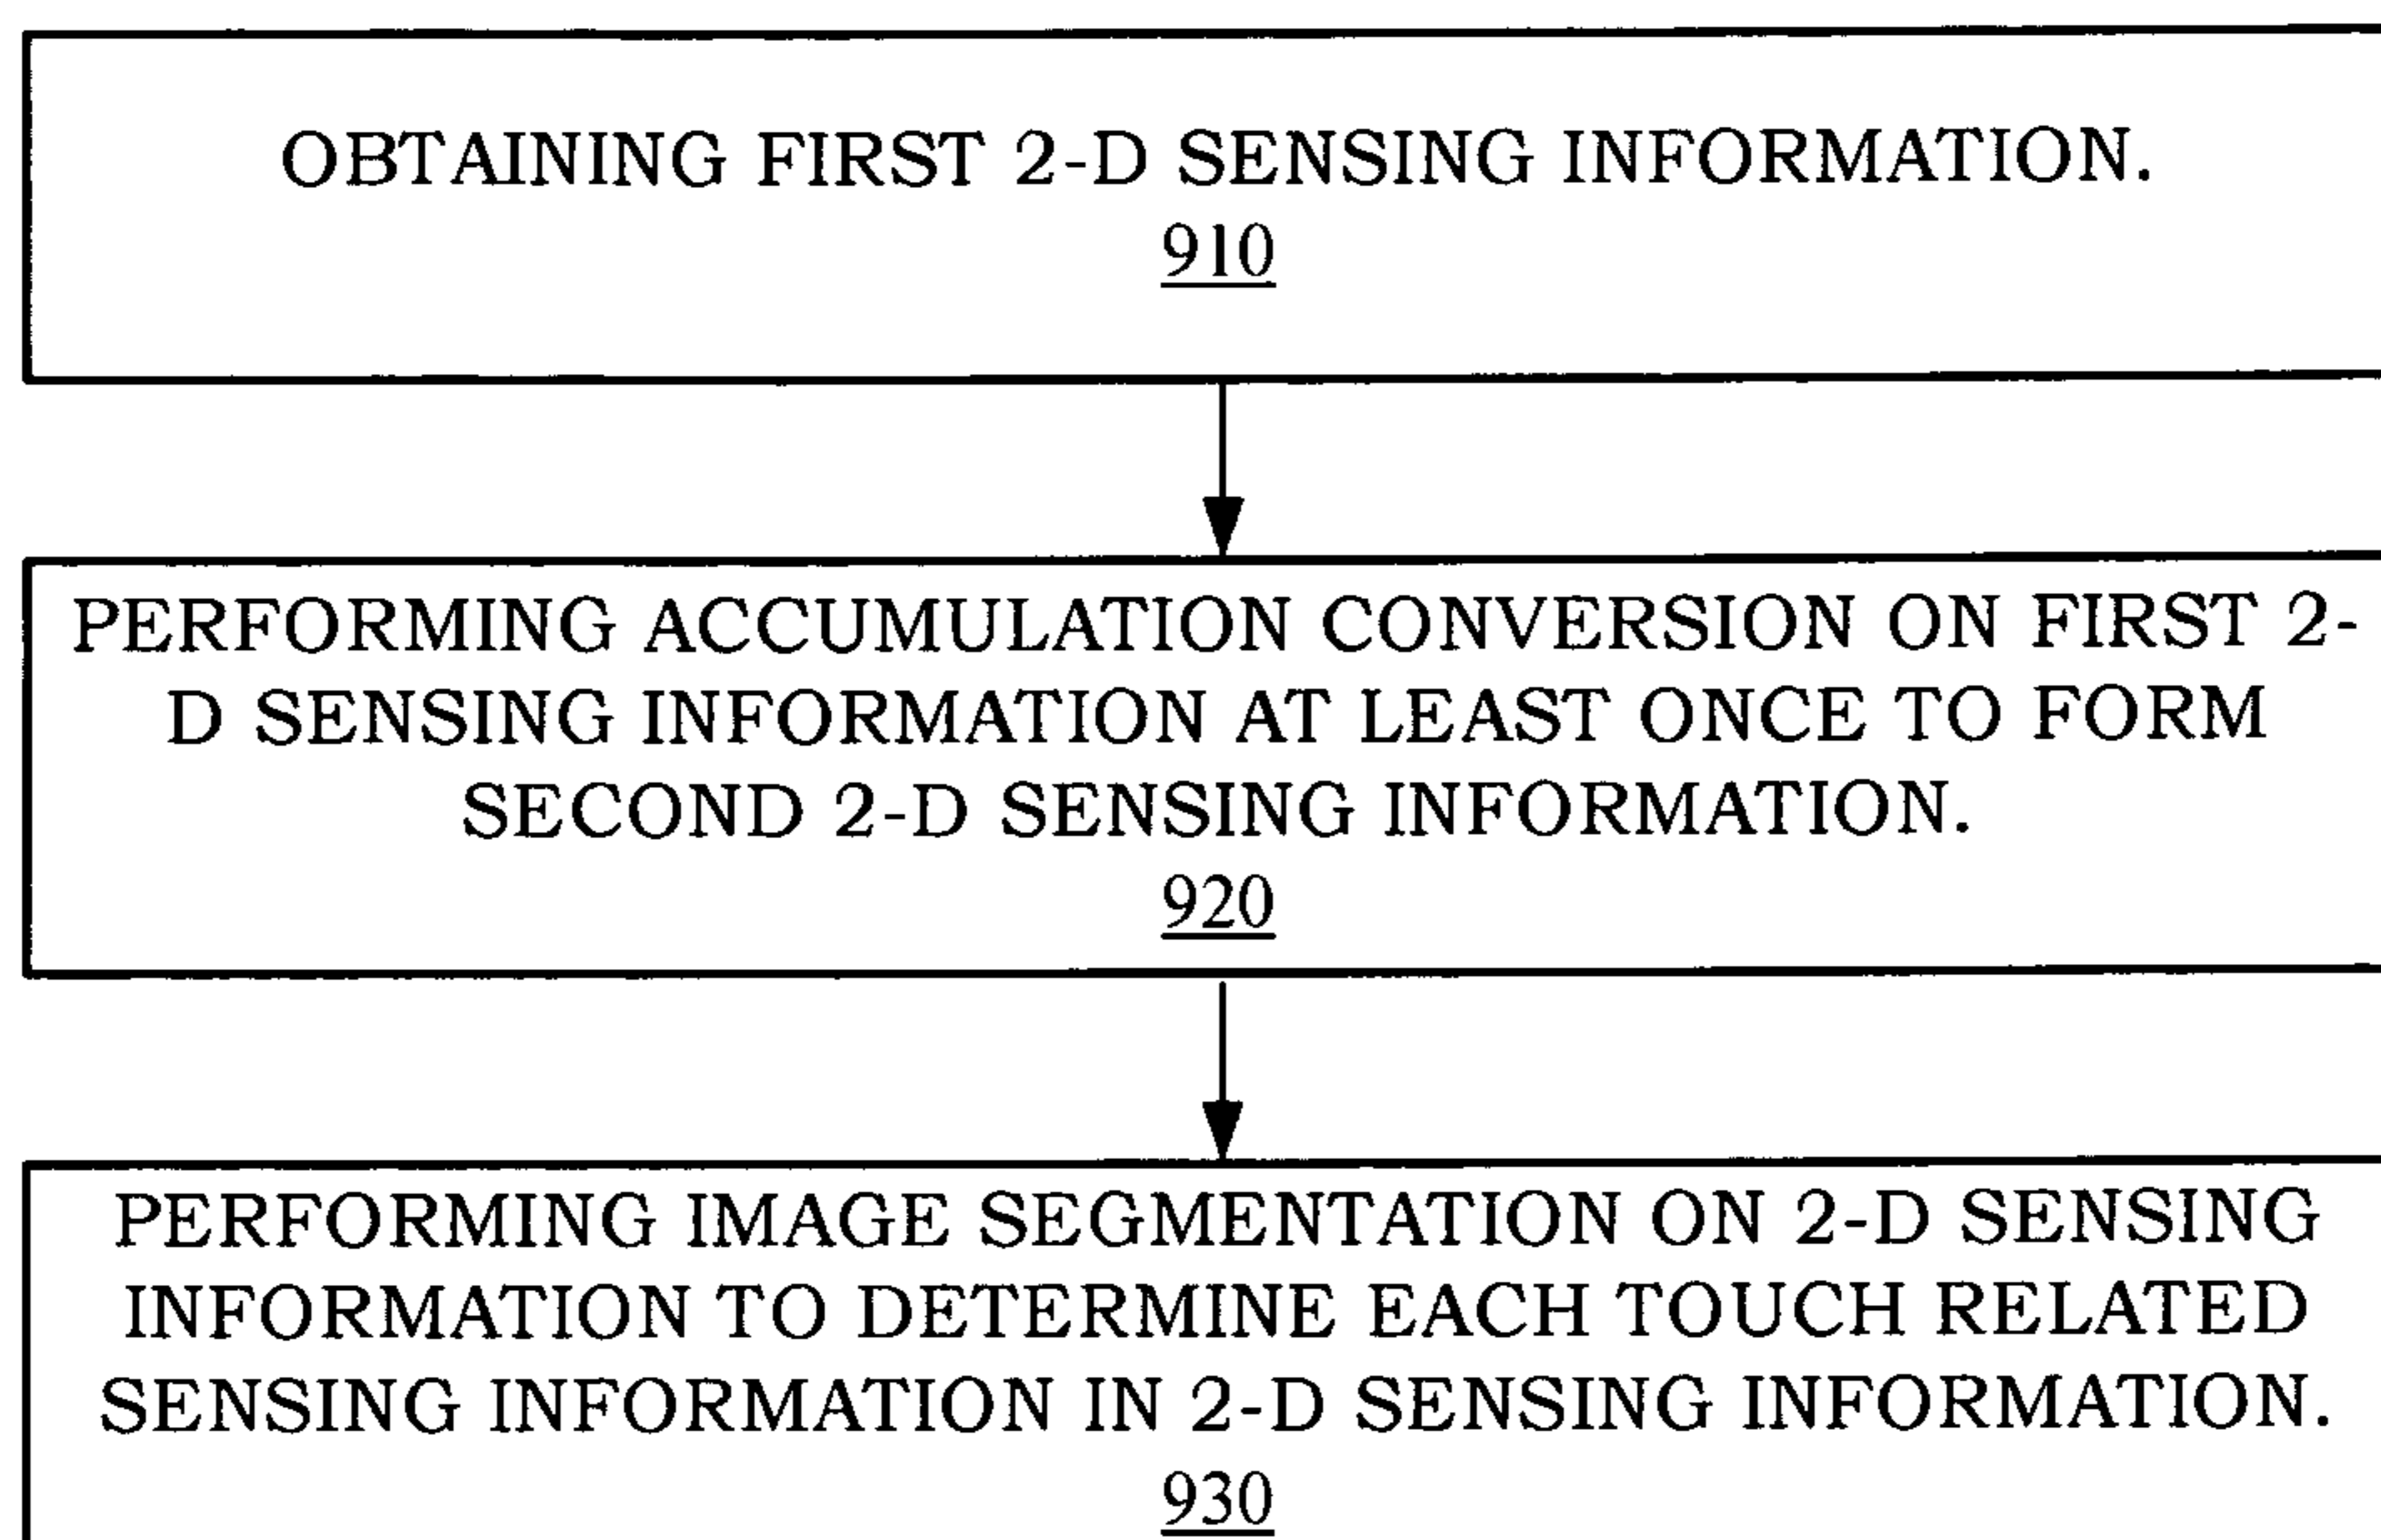 OBTAINING FIRST 2-D SENSING INFORMATION.
910
PERFORMING ACCUMULATION CONVERSION ON FIRST 2-
D SENSING INFORMATION AT LEAST ONCE TO FORM
SECOND 2-D SENSING INFORMATION.
920
PERFORMING IMAGE SEGMENTATION ON 2-D SENSING
INFORMATION TO DETERMINE EACH TOUCH RELATED
SENSING INFORMATION IN 2-D SENSING INFORMATION.
930